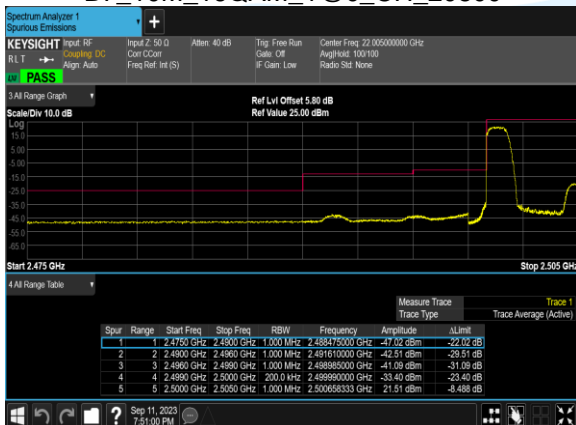 Spectrum Analyzer 1
Spurious Emissions
+
KEYSIGHT
RLT
Input: RF
Coupling: DC
Align: Auto
Input Z: 50 Ω
Corr CCorr
Freq Ref: Int (S)
Atten: 40 dB
Trig: Free Run
Gate: Off
IF Gain: Low
Center Freq: 22.005000000 GHz
Avg|Hold: 100/100
Radio Std: None
PASS
3 All Range Graph
Scale/Div 10.0 dB
Ref Lvl Offset 5.80 dB
Ref Value 25.00 dBm
Log
15.0
5.00
-5.00
-15.0
-25.0
-35.0
-45.0
-55.0
-65.0
Start 2.475 GHz
Stop 2.505 GHz
4 All Range Table
Measure Trace Trace 1
Trace Type Trace Average (Active)
Spur Range Start Freq Stop Freq RBW Frequency Amplitude ΔLimit
1 1 2.4750 GHz 2.4900 GHz 1.000 MHz 2.488475000 GHz -47.02 dBm -22.02 dB
2 2 2.4900 GHz 2.4960 GHz 1.000 MHz 2.491610000 GHz -42.51 dBm -29.51 dB
3 3 2.4960 GHz 2.4990 GHz 1.000 MHz 2.498985000 GHz -41.09 dBm -31.09 dB
4 4 2.4990 GHz 2.5000 GHz 200.0 kHz 2.499990000 GHz -33.40 dBm -23.40 dB
5 5 2.5000 GHz 2.5050 GHz 1.000 MHz 2.500658333 GHz 21.51 dBm -8.488 dB
?
Sep 11, 2023
7:51:00 PM